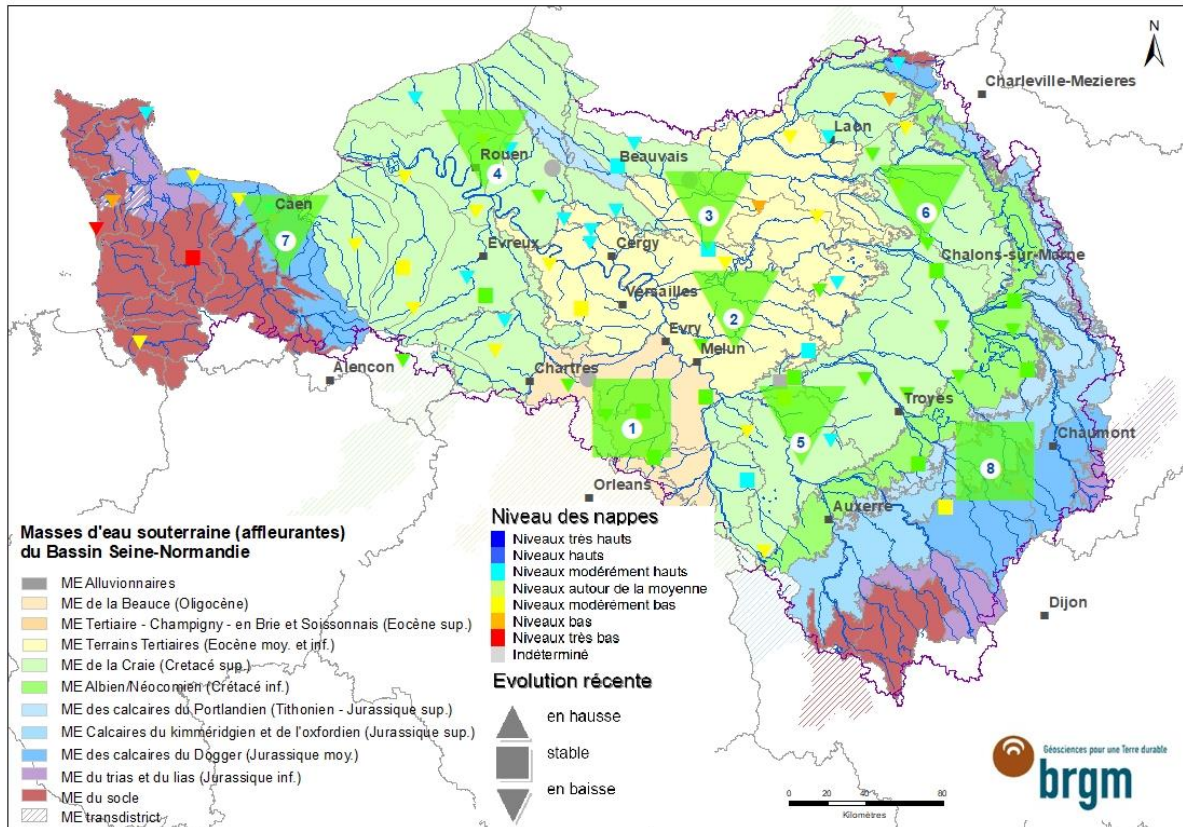 N
Charleville-Mezieres
Laon
Rouen
Beauvais
4
3
6
Caen
7
Evreux
Cergy
Chalons-sur-Marne
Versailles
2
Evry
Melun
Alencon
Chartres
Troyes
1
5
Chaumont
8
Orleans
Auxerre
Dijon
Masses d'eau souterraine (affleurantes)
du Bassin Seine-Normandie
ME Alluvionnaires
ME de la Beauce (Oligocène)
ME Tertiaire - Champigny - en Brie et Soissonnais (Eocène sup.)
ME Terrains Tertiaires (Eocène moy. et inf.)
ME de la Craie (Cretacé sup.)
ME Albien/Néocomien (Crétacé inf.)
ME des calcaires du Portlandien (Tithonien - Jurassique sup.)
ME Calcaires du kimméridgien et de l'oxfordien (Jurassique sup.)
ME des calcaires du Dogger (Jurassique moy.)
ME du trias et du lias (Jurassique inf.)
ME du socle
ME transdistrict
Niveau des nappes
Niveaux très hauts
Niveaux hauts
Niveaux modérément hauts
Niveaux autour de la moyenne
Niveaux modérément bas
Niveaux bas
Niveaux très bas
Indéterminé
Evolution récente
en hausse
stable
en baisse
0 20 40 80
Kilomètres
Géosciences pour une Terre durable
brgm